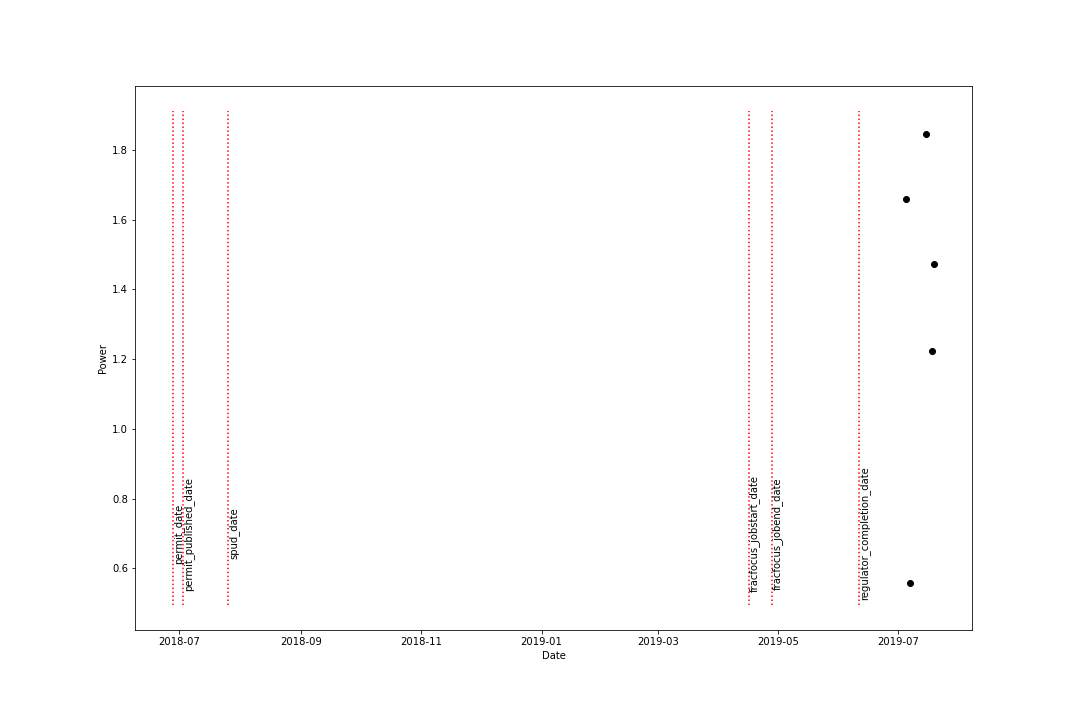 1.8
1.6
1.4
1.2
1.0
0.8
0.6
Power
permit_date
permit_published_date
spud_date
fracfocus_jobstart_date
fracfocus_jobend_date
regulator_completion_date
2018-07
2018-09
2018-11
2019-01
2019-03
2019-05
2019-07
Date